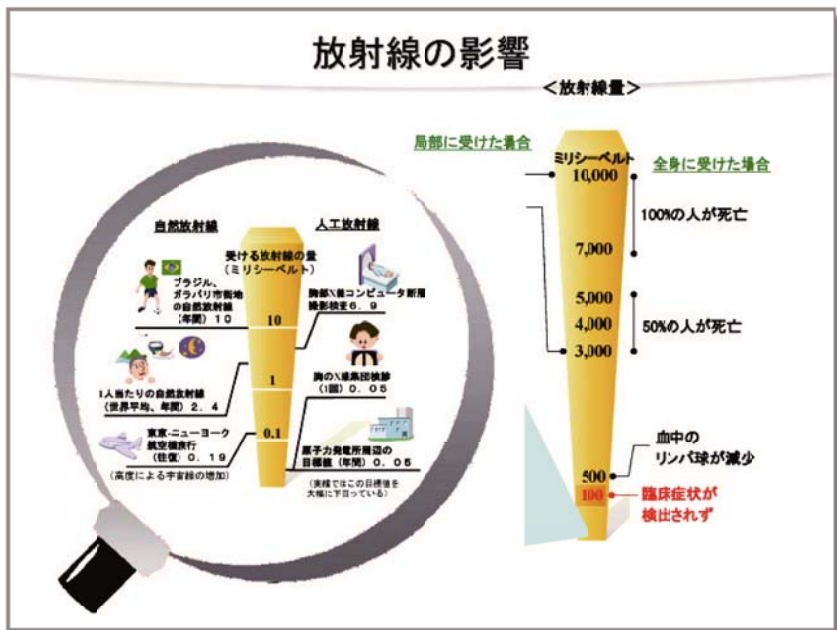 放射線の影響
<放射線量>
局部に受けた場合
ミリシーベルト
全身に受けた場合
10,000
100%の人が死亡
7,000
5,000
4,000
50%の人が死亡
3,000
血中の
リンパ球が減少
500
100
臨床症状が
検出されず
自然放射線
人工放射線
受ける放射線の量
(ミリシーベルト)
ブラジル、
ガラパリ市街地
の自然放射線
(年間)10
胸部X線コンピュータ断層
撮影検査6.9
10
1人当たりの自然放射線
(世界平均、年間)2.4
1
胸のX線集団検診
(1回)0.05
東京-ニューヨーク
航空機旅行
(往復)0.19
(高度による宇宙線の増加)
0.1
原子力発電所周辺の
目標値(年間)0.05
(実績ではこの目標値を
大幅に下回っている)